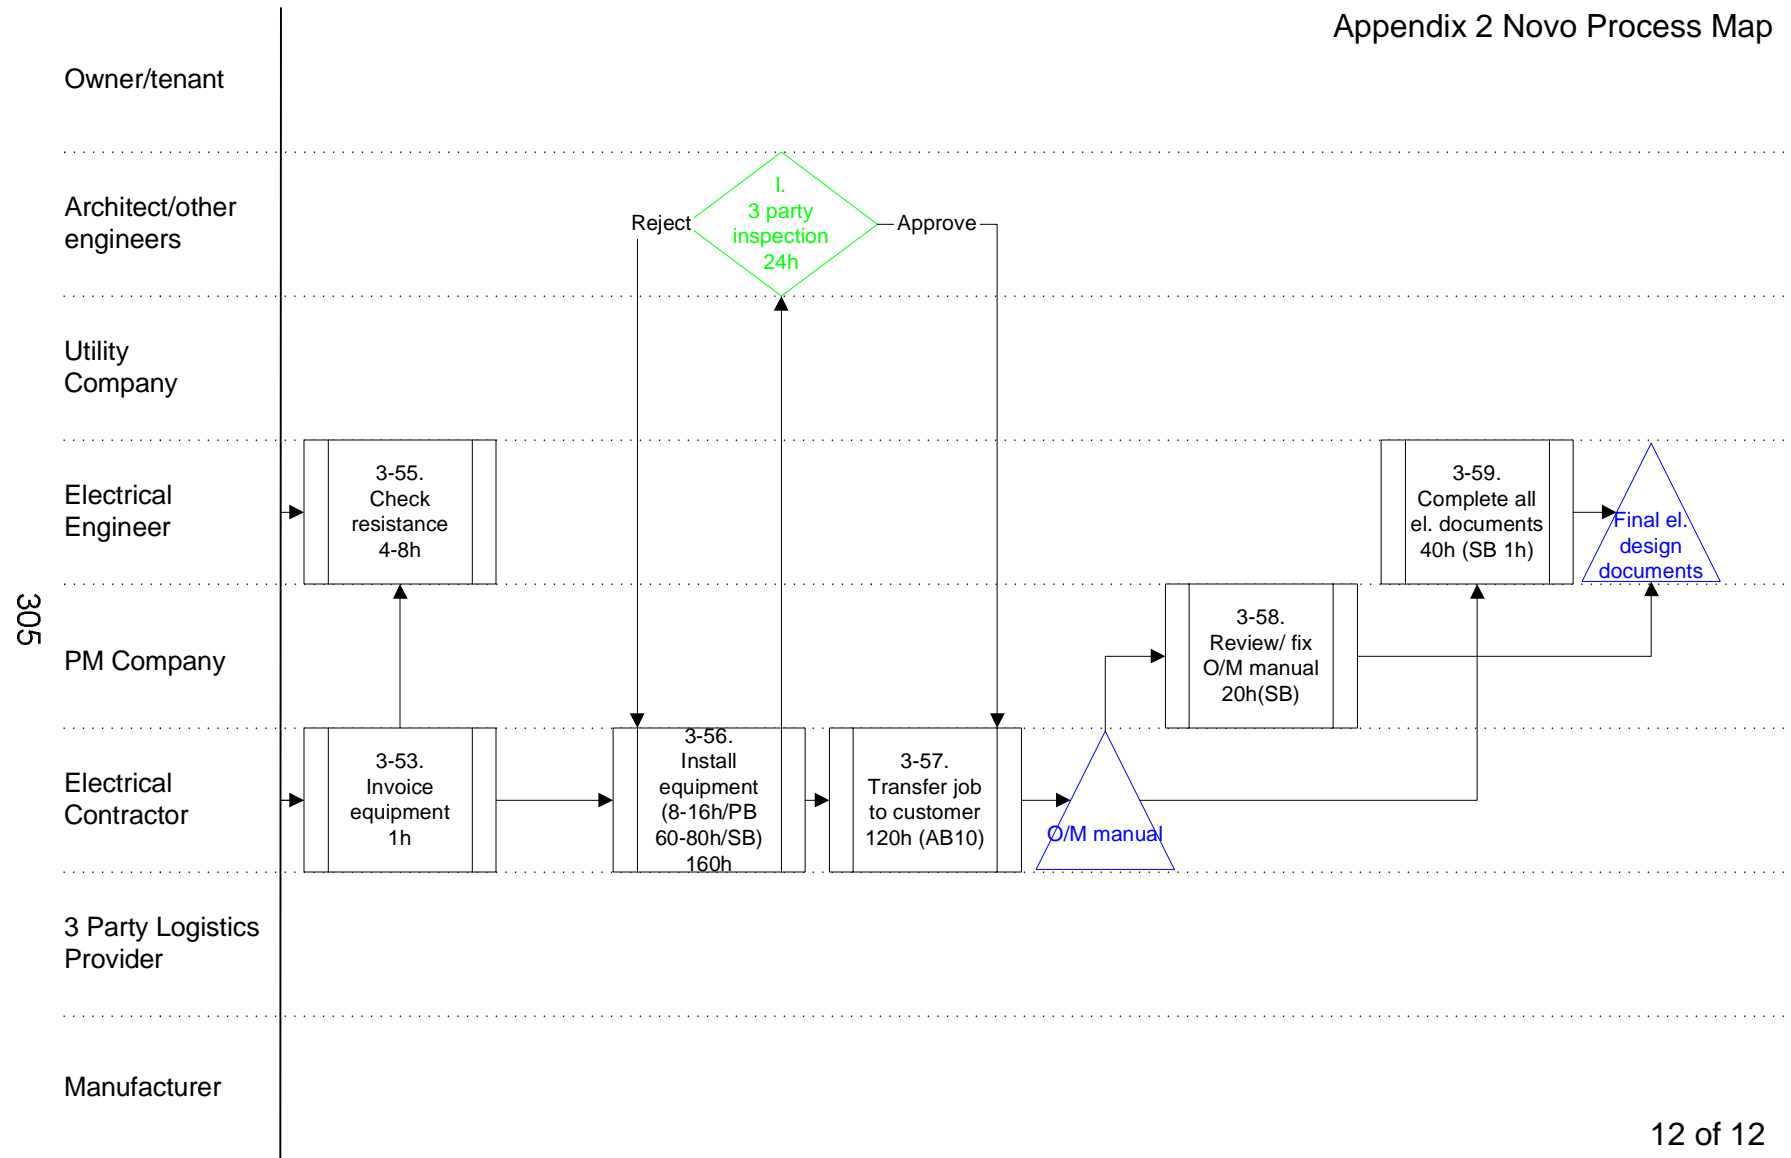 Appendix 2 Novo Process Map
Owner/tenant
Architect/other
engineers
Reject
I.
3 party
inspection
24h
Approve
Utility
Company
Electrical
Engineer
3-55.
Check
resistance
4-8h
3-59.
Complete all
el. documents
40h (SB 1h)
Final el.
design
documents
305
PM Company
3-58.
Review/ fix
O/M manual
20h(SB)
Electrical
Contractor
3-53.
Invoice
equipment
1h
3-56.
Install
equipment
(8-16h/PB
60-80h/SB)
160h
3-57.
Transfer job
to customer
120h (AB10)
O/M manual
3 Party Logistics
Provider
Manufacturer
12 of 12